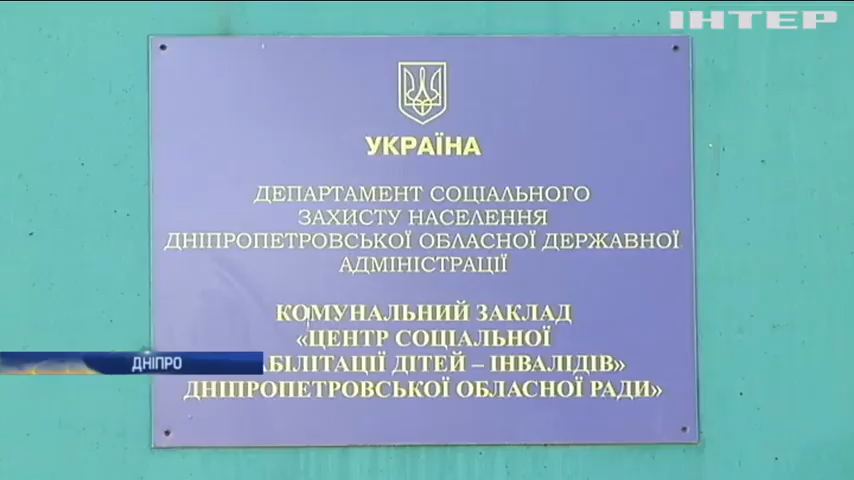 ІНТЕР
УКРАЇНА
ДЕПАРТАМЕНТ СОЦІАЛЬНОГО
ЗАХИСТУ НАСЕЛЕННЯ
ДНІПРОПЕТРОВСЬКОЇ ОБЛАСНОЇ ДЕРЖАВНОЇ
АДМІНІСТРАЦІЇ
КОМУНАЛЬНИЙ ЗАКЛАД
«ЦЕНТР СОЦІАЛЬНОЇ
ДІТЕЙ – ІНВАЛІДІВ»
ДНІПРОПЕТРОВСЬКОЇ ОБЛАСНОЇ РАДИ»
ДНІПРО